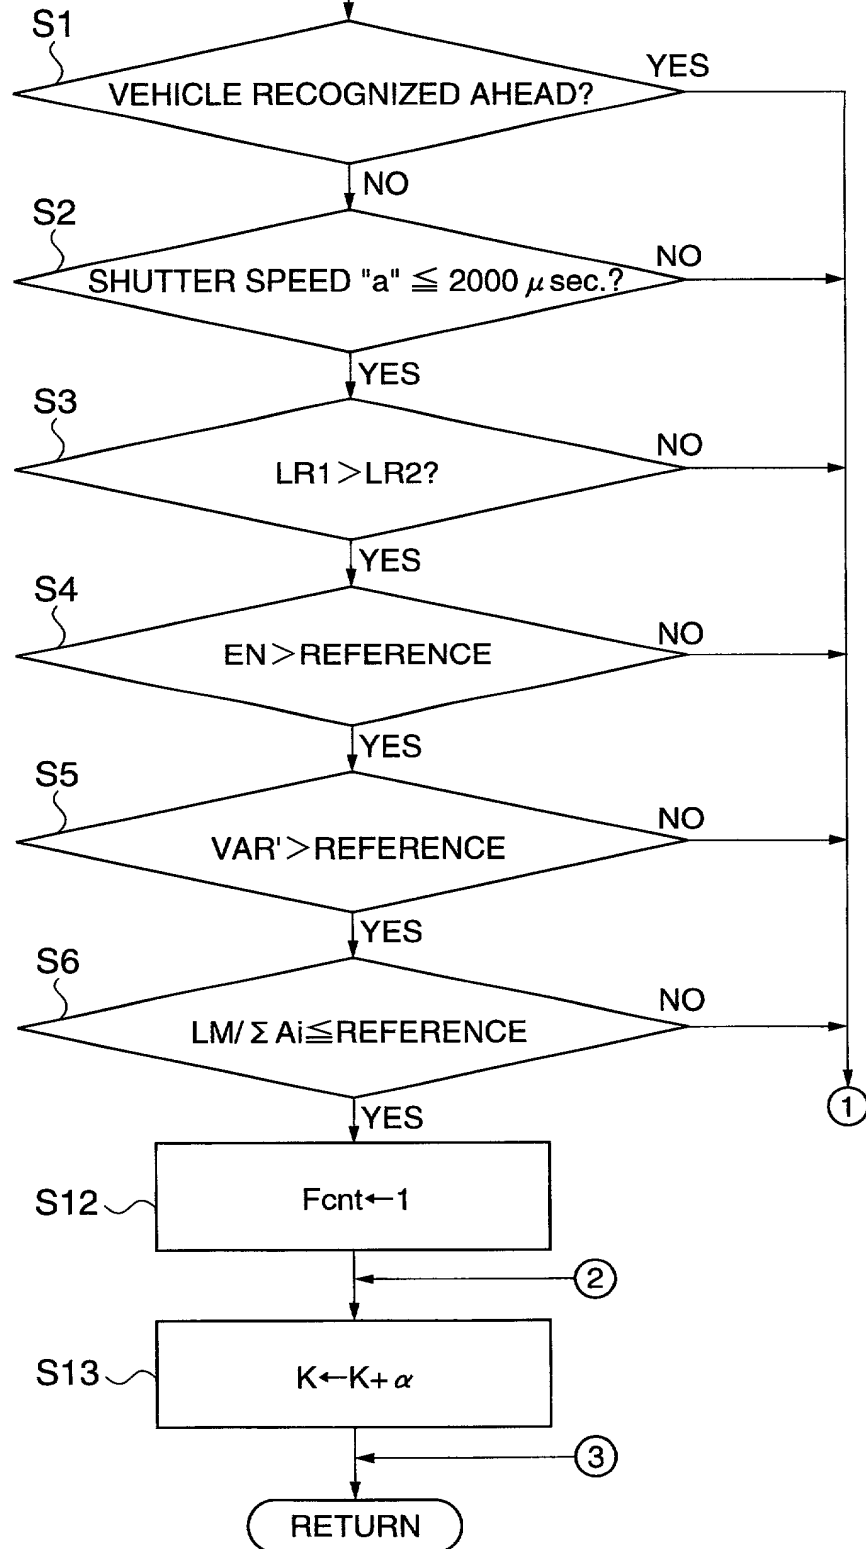 S1
VEHICLE RECOGNIZED AHEAD?
YES
NO
S2
SHUTTER SPEED "a" ≦ 2000 μsec.?
NO
YES
S3
LR1>LR2?
NO
YES
S4
EN>REFERENCE
NO
YES
S5
VAR'>REFERENCE
NO
YES
S6
LM/ΣAi≦REFERENCE
NO
1
YES
S12
Fcnt←1
2
S13
K←K+α
3
RETURN